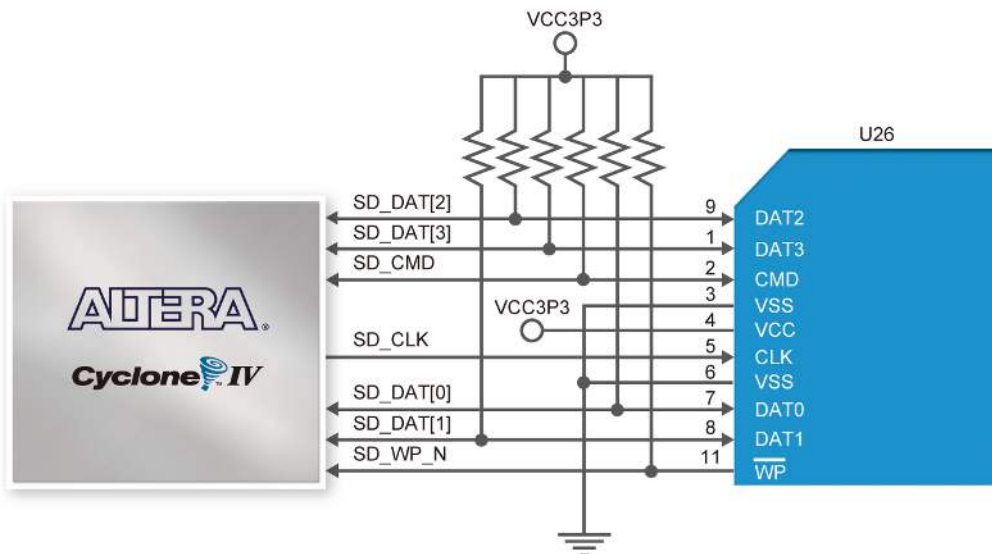 VCC3P3
U26
SD_DAT[2] 9 DAT2
SD_DAT[3] 1 DAT3
SD_CMD 2 CMD
3 VSS
VCC3P3 4 VCC
SD_CLK 5 CLK
6 VSS
SD_DAT[0] 7 DAT0
SD_DAT[1] 8 DAT1
SD_WP_N 11 WP
ALTERA®
Cyclone™ IV